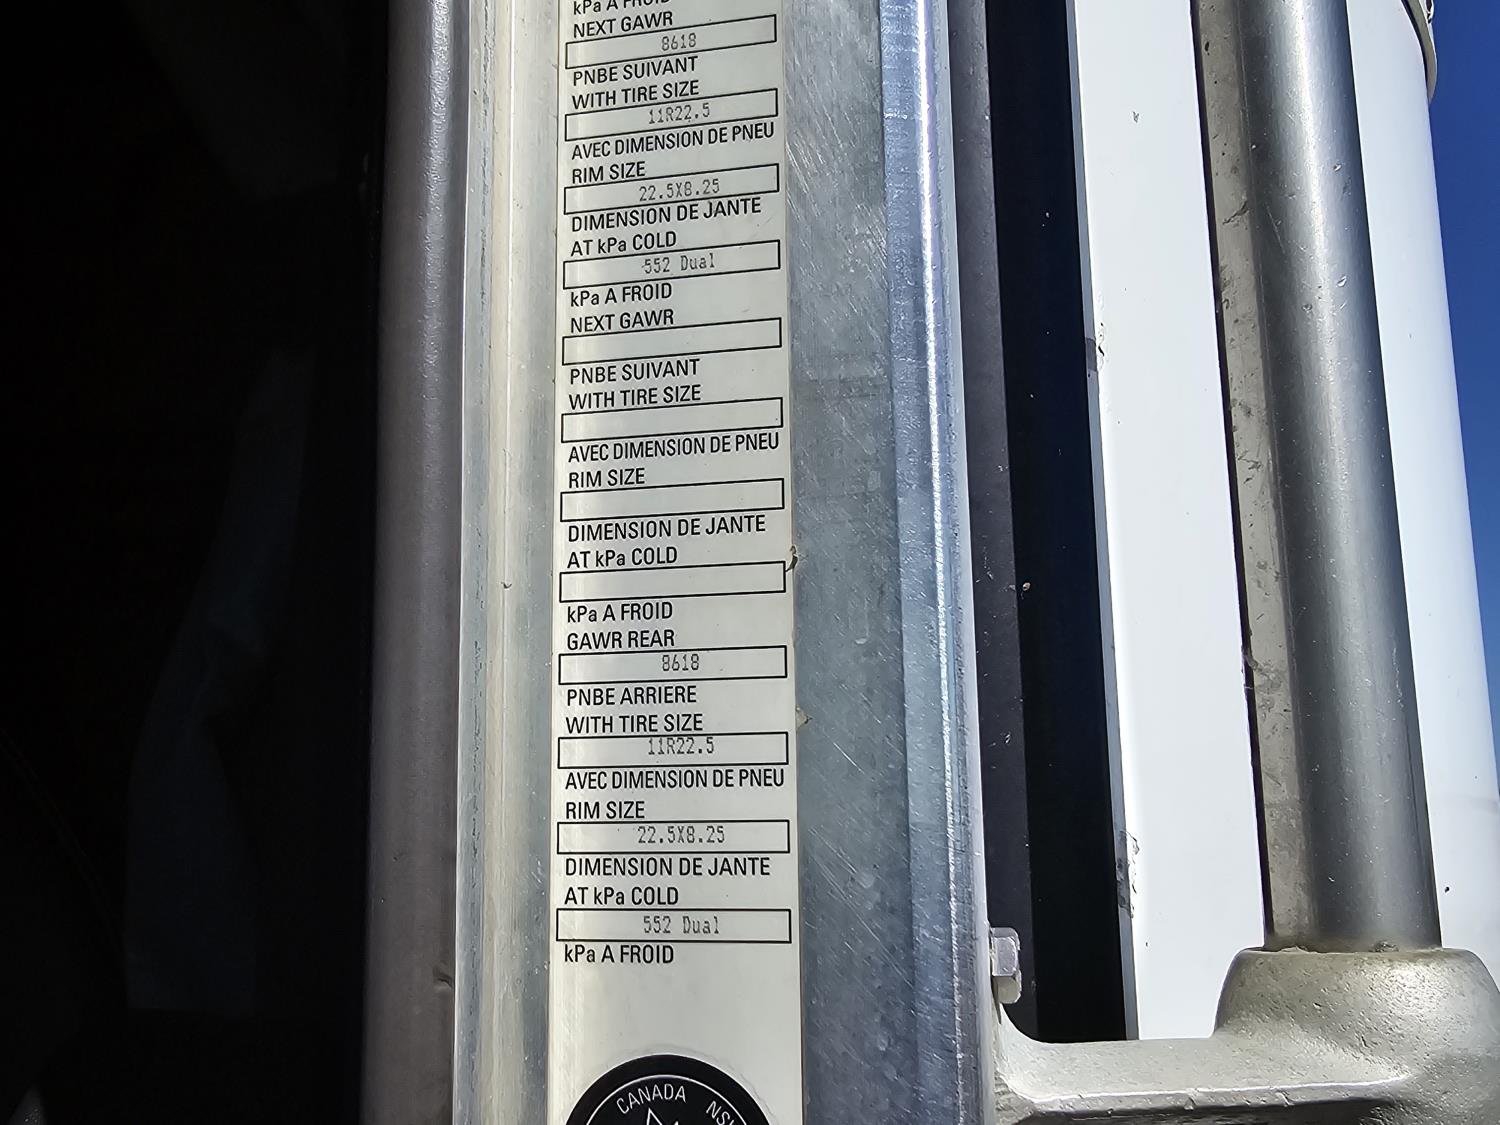 kPa A FROID
NEXT GAWR
8618
PNBE SUIVANT
WITH TIRE SIZE
11R22.5
AVEC DIMENSION DE PNEU
RIM SIZE
22.5X8.25
DIMENSION DE JANTE
AT kPa COLD
552 Dual
kPa A FROID
NEXT GAWR
PNBE SUIVANT
WITH TIRE SIZE
AVEC DIMENSION DE PNEU
RIM SIZE
DIMENSION DE JANTE
AT kPa COLD
kPa A FROID
GAWR REAR
8618
PNBE ARRIERE
WITH TIRE SIZE
11R22.5
AVEC DIMENSION DE PNEU
RIM SIZE
22.5X8.25
DIMENSION DE JANTE
AT kPa COLD
552 Dual
kPa A FROID
CANADA